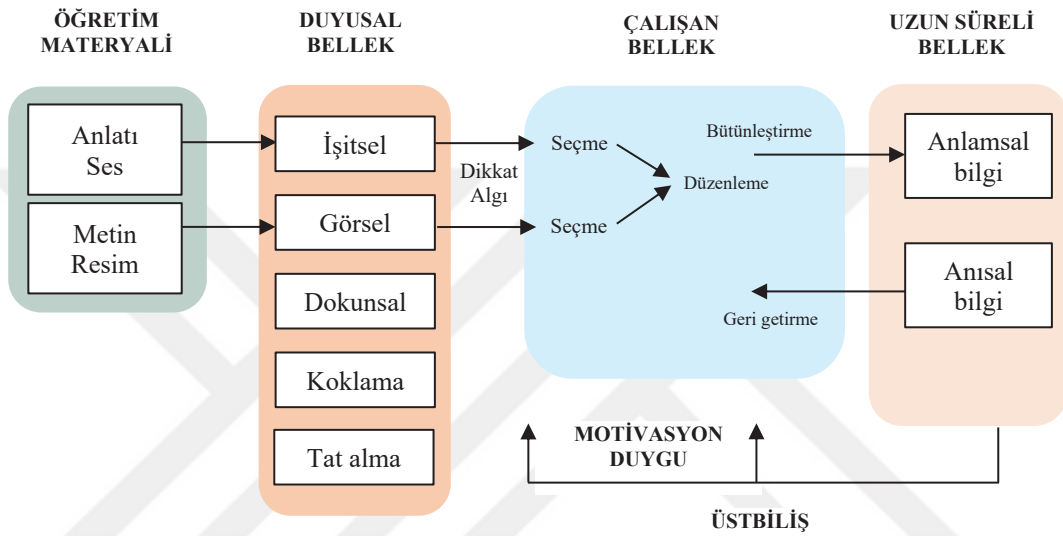 ÖĞRETİM
MATERYALİ
DUYUSAL
BELLEK
ÇALIŞAN
BELLEK
UZUN SÜRELİ
BELLEK
Anlatı
Ses
Metin
Resim
İşitsel
Görsel
Dokunsal
Koklama
Tat alma
Dikkat
Algı
Seçme
Seçme
Düzenleme
Bütünleştirme
Geri getirme
Anlamsal
bilgi
Anısal
bilgi
MOTİVASYON
DUYGU
ÜSTBİLİŞ